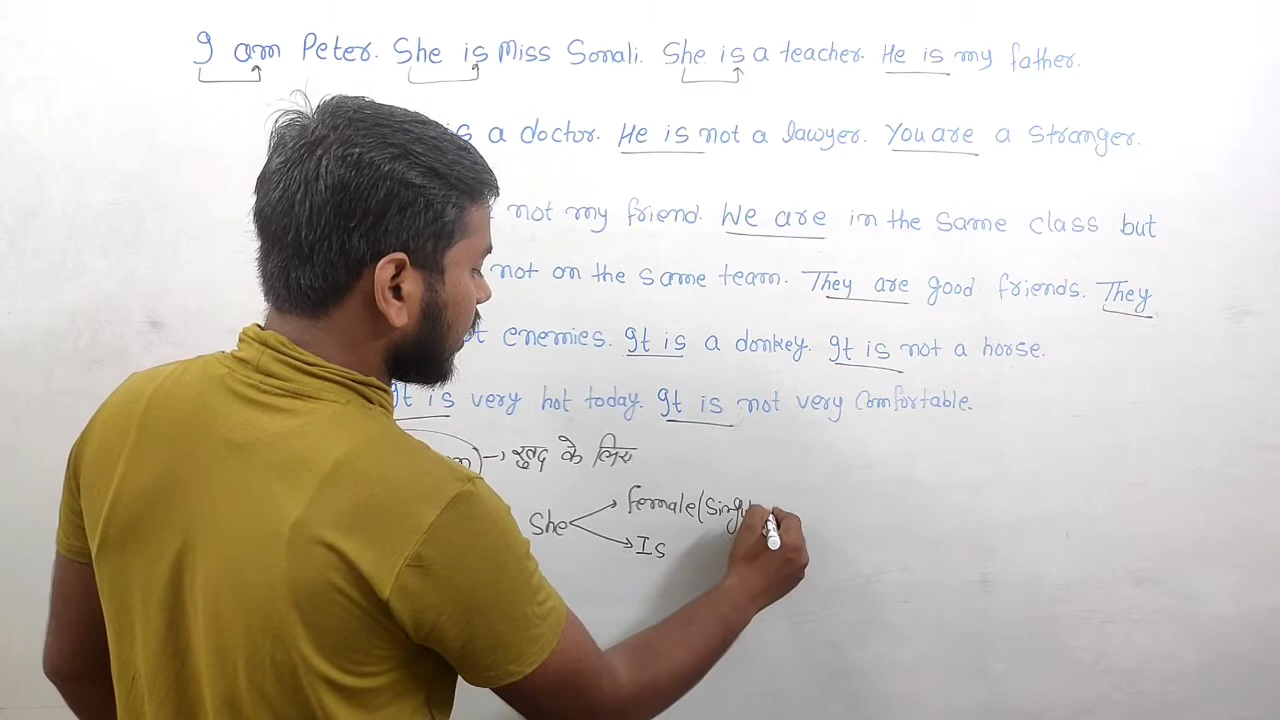 I am Peter. She is Miss Sonali. She is a teacher. He is my father.
is a doctor. He is not a lawyer. You are a stranger.
not my friend. We are in the same class but
not on the same team. They are good friends. They
enemies. It is a donkey. It is not a horse.
It is very hot today. It is not very comfortable.
→ खुद के लिए
She female(
Is